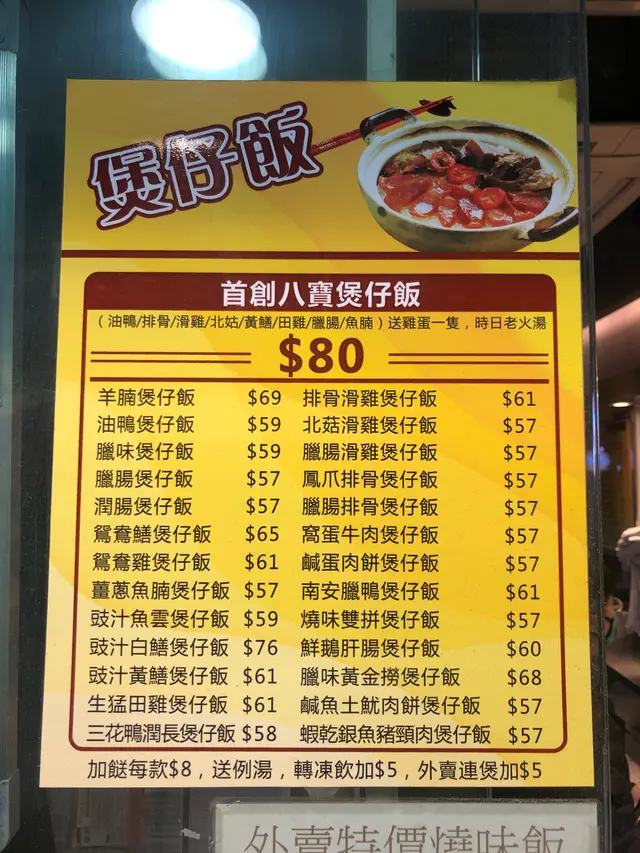 煲仔飯
首創八寶煲仔飯
(油鴨/排骨/滑雞/北姑/黃鱔/田雞/臘腸/魚腩)送雞蛋一隻,時日老火湯
$80
羊腩煲仔飯 $69 排骨滑雞煲仔飯 $61
油鴨煲仔飯 $59 北菇滑雞煲仔飯 $57
臘味煲仔飯 $59 臘腸滑雞煲仔飯 $57
臘腸煲仔飯 $57 鳳爪排骨煲仔飯 $57
潤腸煲仔飯 $57 臘腸排骨煲仔飯 $57
鴛鴦鱔煲仔飯 $65 窩蛋牛肉煲仔飯 $57
鴛鴦雞煲仔飯 $61 鹹蛋肉餅煲仔飯 $57
薑蔥魚腩煲仔飯 $57 南安臘鴨煲仔飯 $61
豉汁魚雲煲仔飯 $59 燒味雙拼煲仔飯 $57
豉汁白鱔煲仔飯 $76 鮮鵝肝腸煲仔飯 $60
豉汁黃鱔煲仔飯 $61 臘味黃金撈煲仔飯 $68
生猛田雞煲仔飯 $61 鹹魚土魷肉餅煲仔飯 $57
三花鴨潤長煲仔飯 $58 蝦乾銀魚豬頸肉煲仔飯 $57
加餸每款$8,送例湯,轉凍飲加$5,外賣連煲加$5
外賣特價燒味飯